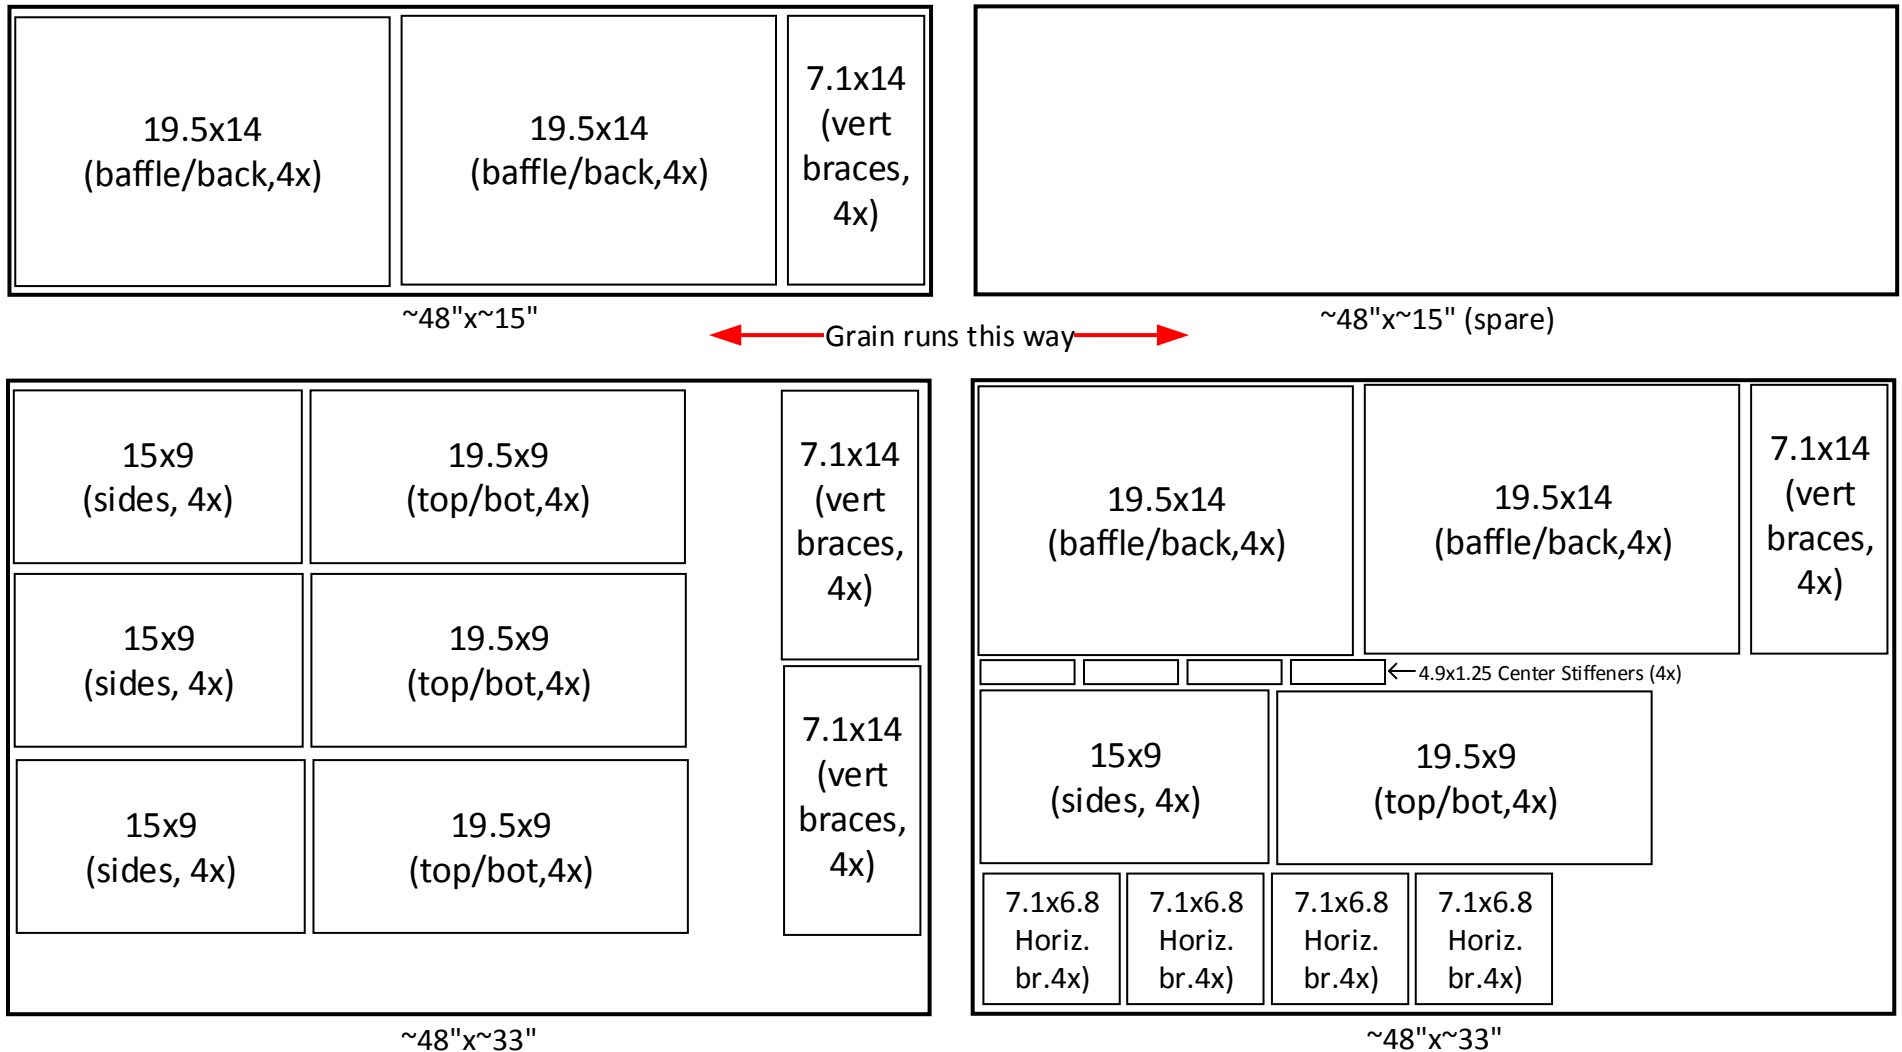 19.5x14
(baffle/back,4x)
19.5x14
(baffle/back,4x)
7.1x14
(vert
braces,
4x)
~48"x~15"
~48"x~15" (spare)
Grain runs this way
15x9
(sides, 4x)
19.5x9
(top/bot,4x)
7.1x14
(vert
braces,
4x)
15x9
(sides, 4x)
19.5x9
(top/bot,4x)
15x9
(sides, 4x)
19.5x9
(top/bot,4x)
7.1x14
(vert
braces,
4x)
~48"x~33"
19.5x14
(baffle/back,4x)
19.5x14
(baffle/back,4x)
7.1x14
(vert
braces,
4x)
4.9x1.25 Center Stiffeners (4x)
15x9
(sides, 4x)
19.5x9
(top/bot,4x)
7.1x6.8
Horiz.
br.4x)
7.1x6.8
Horiz.
br.4x)
7.1x6.8
Horiz.
br.4x)
7.1x6.8
Horiz.
br.4x)
~48"x~33"